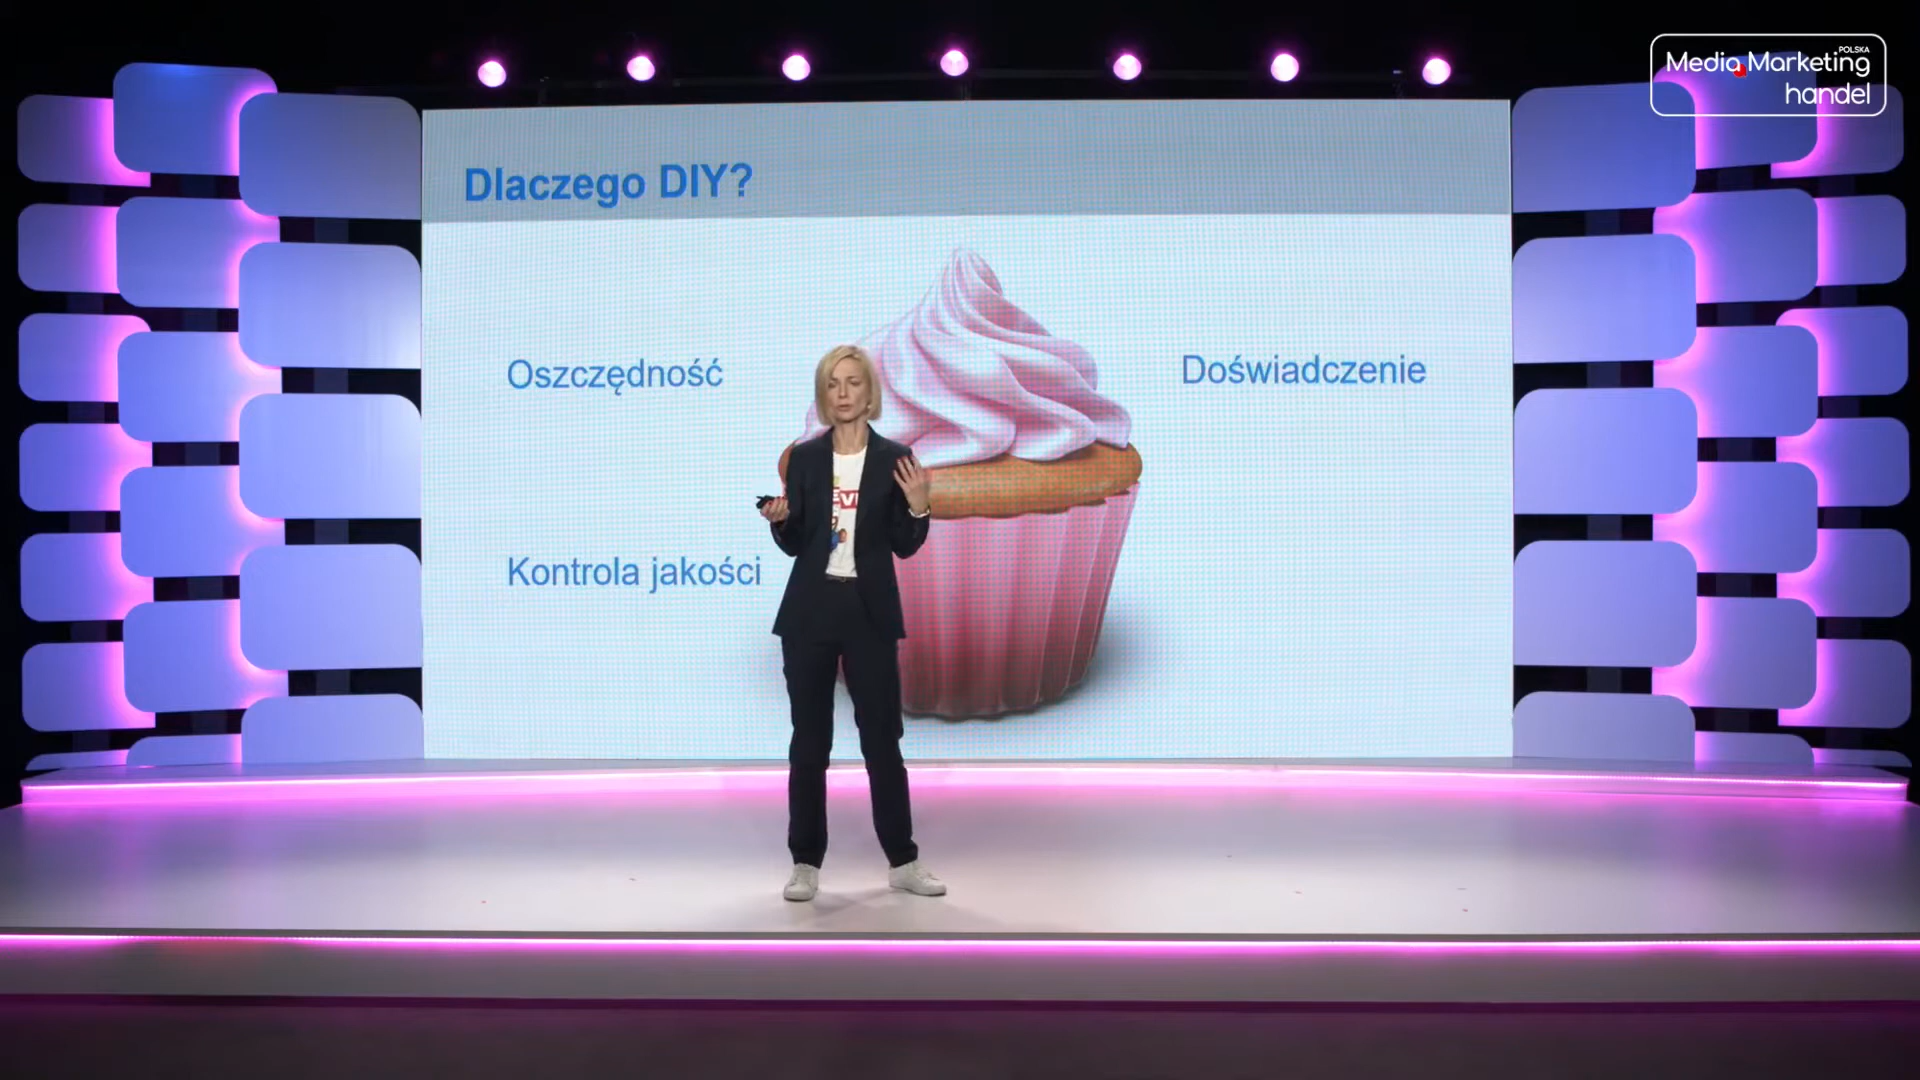 POLSKA
Media Marketing
handel
Dlaczego DIY?
Oszczędność
Doświadczenie
Kontrola jakości